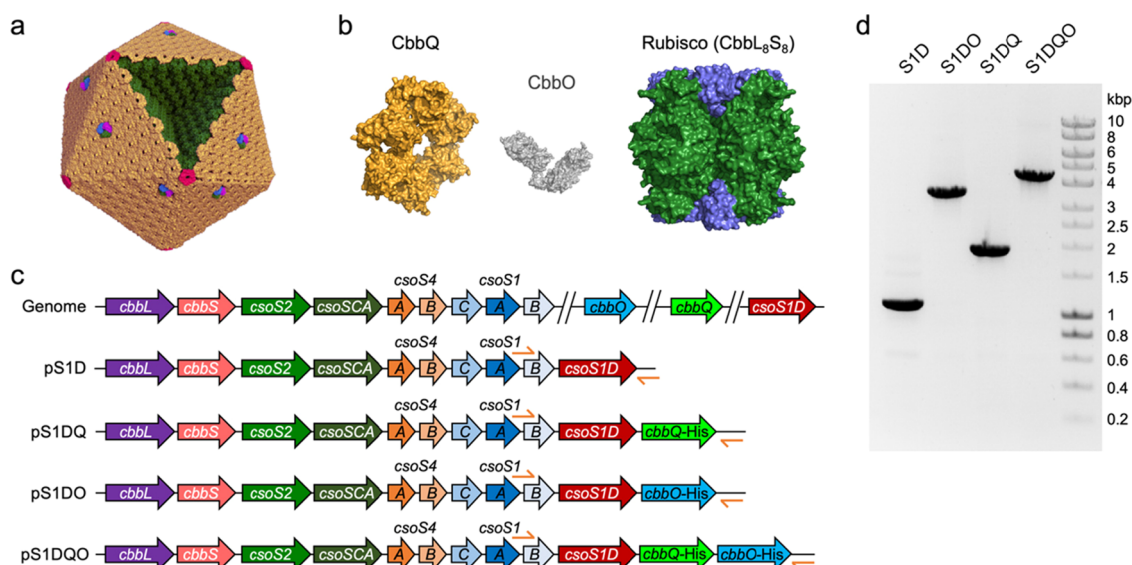 a
b
CbbQ
CbbO
Rubisco (CbbL8S8)
c
csoS4 csoS1
Genome cbbL cbbS csoS2 csoSCA A B C A B cbbO cbbQ csoS1D
csoS4 csoS1
pS1D cbbL cbbS csoS2 csoSCA A B C A B csoS1D
csoS4 csoS1
pS1DQ cbbL cbbS csoS2 csoSCA A B C A B csoS1D cbbQ-His
csoS4 csoS1
pS1DO cbbL cbbS csoS2 csoSCA A B C A B csoS1D cbbO-His
csoS4 csoS1
pS1DQO cbbL cbbS csoS2 csoSCA A B C A B csoS1D cbbQ-His cbbO-His
d
S1D S1DO S1DQ S1DQO
kbp
10
8
6
5
4
3
2.5
2
1.5
1
0.8
0.6
0.4
0.2